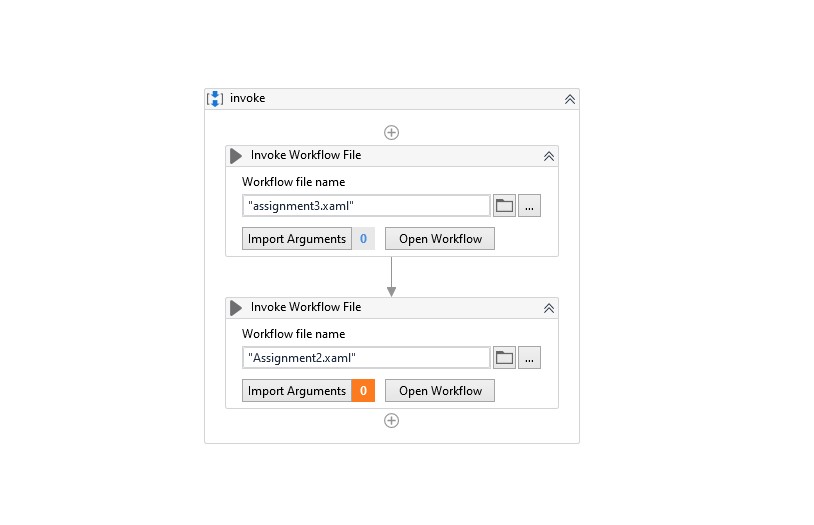 invoke
Invoke Workflow File
Workflow file name
"assignment3.xaml"
...
Import Arguments 0 Open Workflow
Invoke Workflow File
Workflow file name
"Assignment2.xaml"
...
Import Arguments 0 Open Workflow